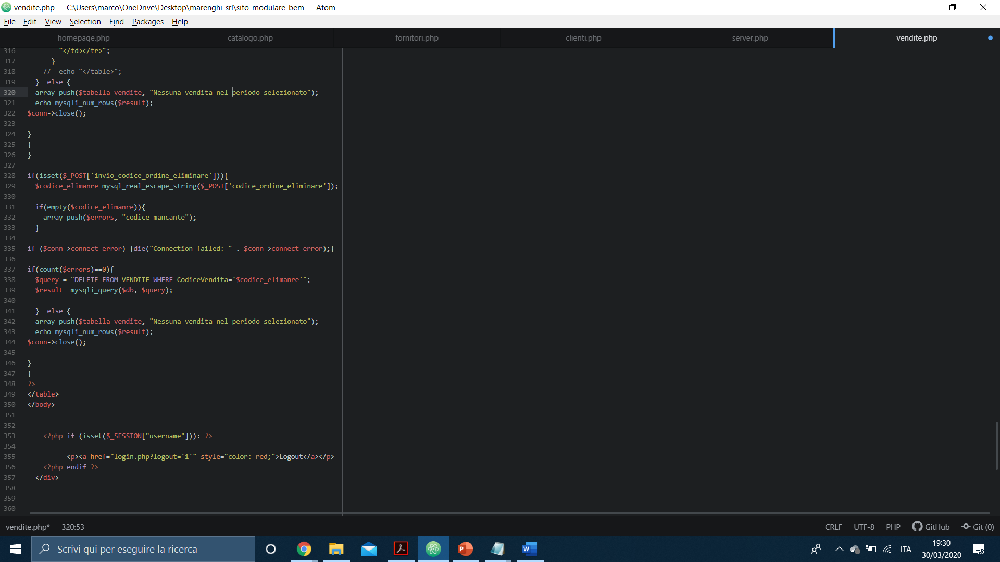 vendite.php — C:\Users\marco\OneDrive\Desktop\marenghi_srl\sito-modulare-bem — Atom
File Edit View Selection Find Packages Help
homepage.php catalogo.php fornitori.php clienti.php server.php vendite.php
316 "</td></tr>";
317 }
318 // echo "</table>";
319 } else {
320 array_push($tabella_vendite, "Nessuna vendita nel periodo selezionato");
321 echo mysqli_num_rows($result);
322 $conn->close();
323
324 }
325 }
326 }
327
328 if(isset($_POST['invio_codice_ordine_eliminare'])){
329 $codice_elimanre=mysql_real_escape_string($_POST['codice_ordine_eliminare']);
330
331 if(empty($codice_elimanre)){
332 array_push($errors, "codice mancante");
333 }
334
335 if ($conn->connect_error) {die("Connection failed: " . $conn->connect_error);}
336
337 if(count($errors)==0){
338 $query = "DELETE FROM VENDITE WHERE CodiceVendita='$codice_elimanre'";
339 $result =mysqli_query($db, $query);
340
341 } else {
342 array_push($tabella_vendite, "Nessuna vendita nel periodo selezionato");
343 echo mysqli_num_rows($result);
344 $conn->close();
345
346 }
347 }
348 ?>
349 </table>
350 </body>
351
352
353 <?php if (isset($_SESSION["username"])): ?>
354
355 <p><a href="login.php?logout='1'" style="color: red;">Logout</a></p>
356 <?php endif ?>
357 </div>
358
359
360
vendite.php* 320:53 CRLF UTF-8 PHP GitHub Git (0)
Scrivi qui per eseguire la ricerca ITA 19:30
30/03/2020